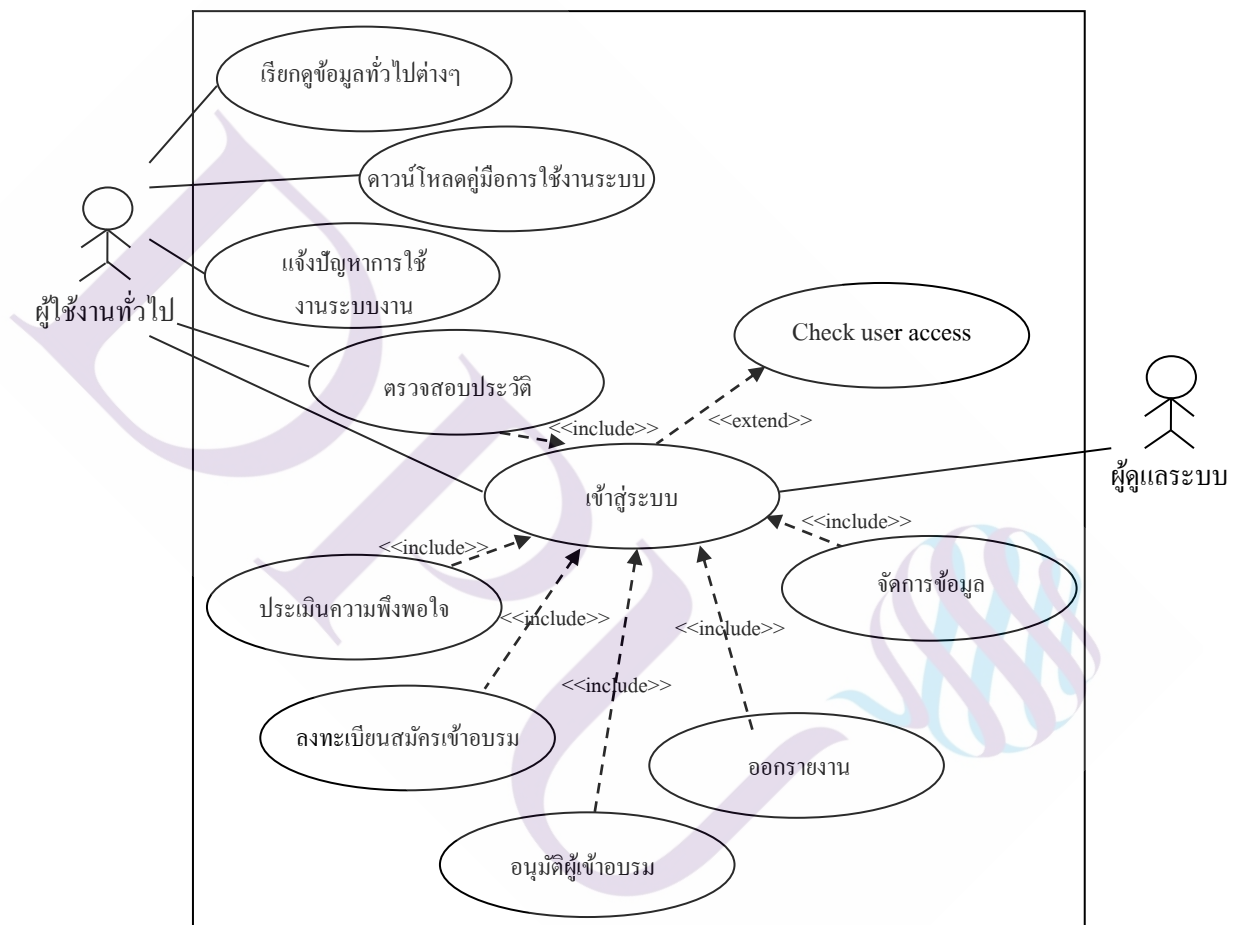 เรียกดูข้อมูลทั่วไปต่างๆ
ดาวน์โหลดคู่มือการใช้งานระบบ
แจ้งปัญหาการใช้
งานระบบงาน
ผู้ใช้งานทั่วไป
Check user access
ตรวจสอบประวัติ
<<include>>
<<extend>>
ผู้ดูแลระบบ
เข้าสู่ระบบ
<<include>>
<<include>>
จัดการข้อมูล
ประเมินความพึงพอใจ
<<include>>
<<include>>
<<include>>
ลงทะเบียนสมัครเข้าอบรม
ออกรายงาน
อนุมัติผู้เข้าอบรม
DPU